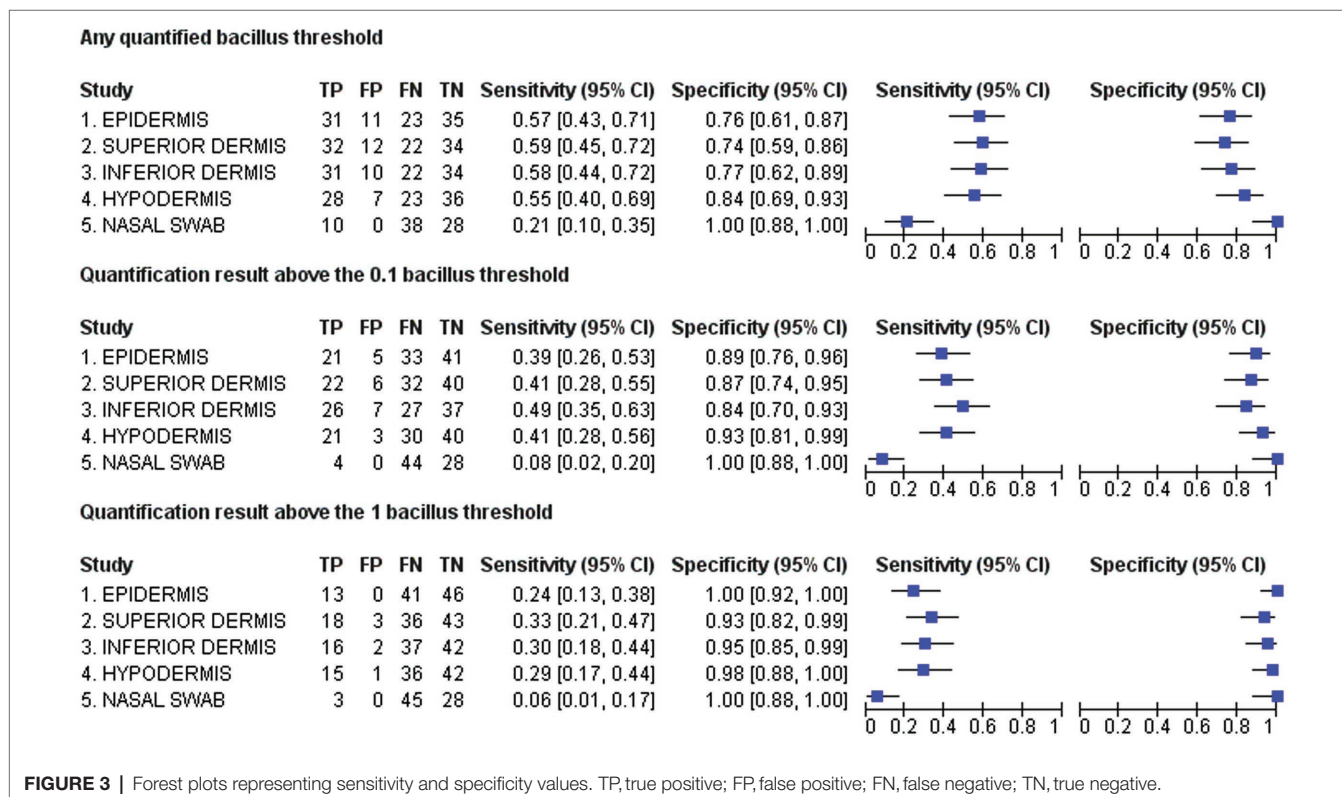 Any quantified bacillus threshold
Study TP FP FN TN Sensitivity (95% CI) Specificity (95% CI) Sensitivity (95% CI) Specificity (95% CI)
1. EPIDERMIS 31 11 23 35 0.57 [0.43, 0.71] 0.76 [0.61, 0.87]
2. SUPERIOR DERMIS 32 12 22 34 0.59 [0.45, 0.72] 0.74 [0.59, 0.86]
3. INFERIOR DERMIS 31 10 22 34 0.58 [0.44, 0.72] 0.77 [0.62, 0.89]
4. HYPODERMIS 28 7 23 36 0.55 [0.40, 0.69] 0.84 [0.69, 0.93]
5. NASAL SWAB 10 0 38 28 0.21 [0.10, 0.35] 1.00 [0.88, 1.00]
0 0.2 0.4 0.6 0.8 1 0 0.2 0.4 0.6 0.8 1
Quantification result above the 0.1 bacillus threshold
Study TP FP FN TN Sensitivity (95% CI) Specificity (95% CI) Sensitivity (95% CI) Specificity (95% CI)
1. EPIDERMIS 21 5 33 41 0.39 [0.26, 0.53] 0.89 [0.76, 0.96]
2. SUPERIOR DERMIS 22 6 32 40 0.41 [0.28, 0.55] 0.87 [0.74, 0.95]
3. INFERIOR DERMIS 26 7 27 37 0.49 [0.35, 0.63] 0.84 [0.70, 0.93]
4. HYPODERMIS 21 3 30 40 0.41 [0.28, 0.56] 0.93 [0.81, 0.99]
5. NASAL SWAB 4 0 44 28 0.08 [0.02, 0.20] 1.00 [0.88, 1.00]
0 0.2 0.4 0.6 0.8 1 0 0.2 0.4 0.6 0.8 1
Quantification result above the 1 bacillus threshold
Study TP FP FN TN Sensitivity (95% CI) Specificity (95% CI) Sensitivity (95% CI) Specificity (95% CI)
1. EPIDERMIS 13 0 41 46 0.24 [0.13, 0.38] 1.00 [0.92, 1.00]
2. SUPERIOR DERMIS 18 3 36 43 0.33 [0.21, 0.47] 0.93 [0.82, 0.99]
3. INFERIOR DERMIS 16 2 37 42 0.30 [0.18, 0.44] 0.95 [0.85, 0.99]
4. HYPODERMIS 15 1 36 42 0.29 [0.17, 0.44] 0.98 [0.88, 1.00]
5. NASAL SWAB 3 0 45 28 0.06 [0.01, 0.17] 1.00 [0.88, 1.00]
0 0.2 0.4 0.6 0.8 1 0 0.2 0.4 0.6 0.8 1
FIGURE 3 | Forest plots representing sensitivity and specificity values. TP, true positive; FP, false positive; FN, false negative; TN, true negative.